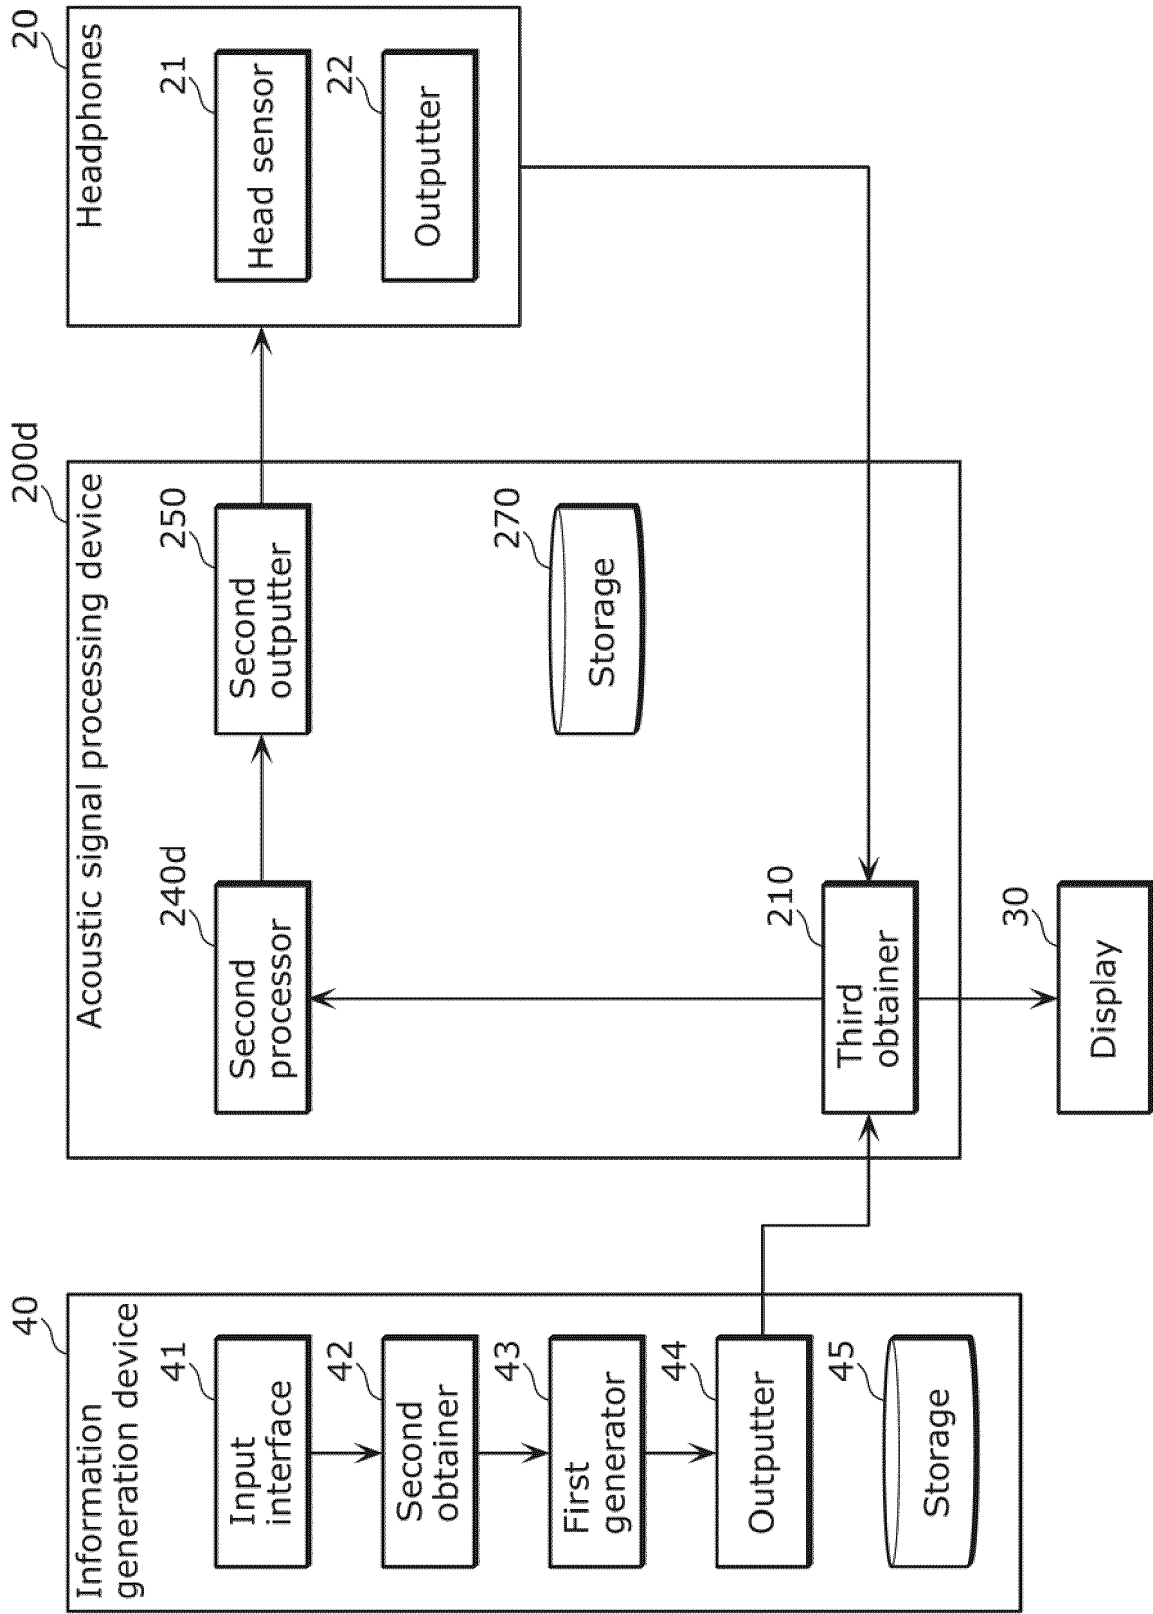 40
Information
generation device
41
Input
interface
42
Second
obtainer
43
First
generator
44
Outputter
45
Storage
200d
Acoustic signal processing device
240d
Second
processor
250
Second
outputter
270
Storage
210
Third
obtainer
30
Display
20
Headphones
21
Head sensor
22
Outputter